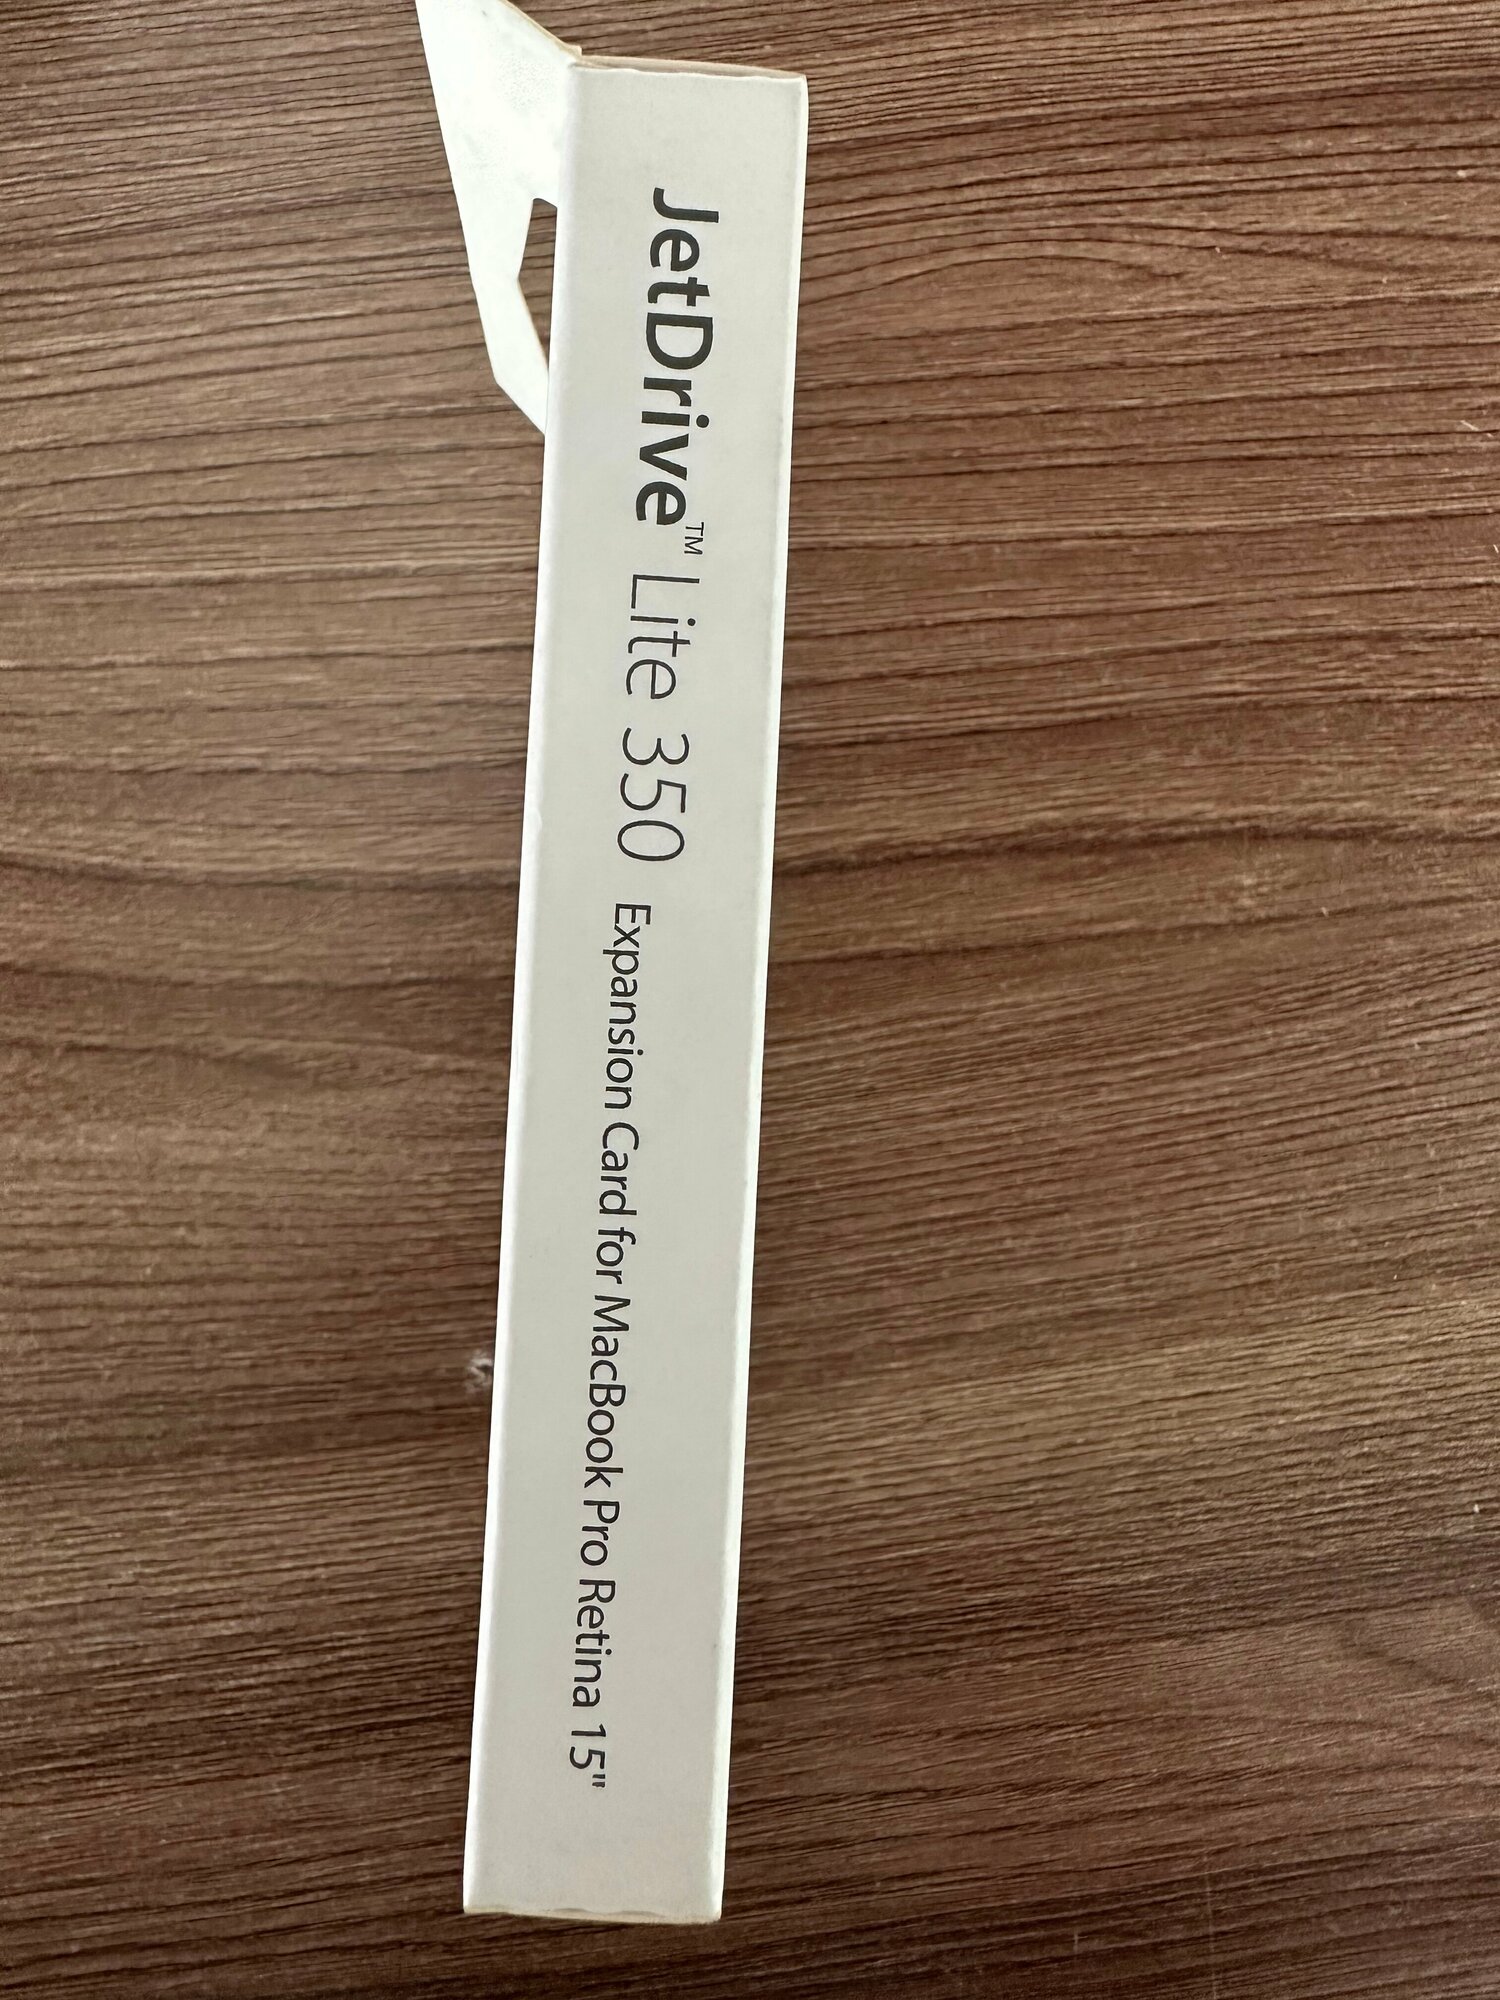 JetDrive™ Lite 350 Expansion Card for MacBook Pro Retina 15"